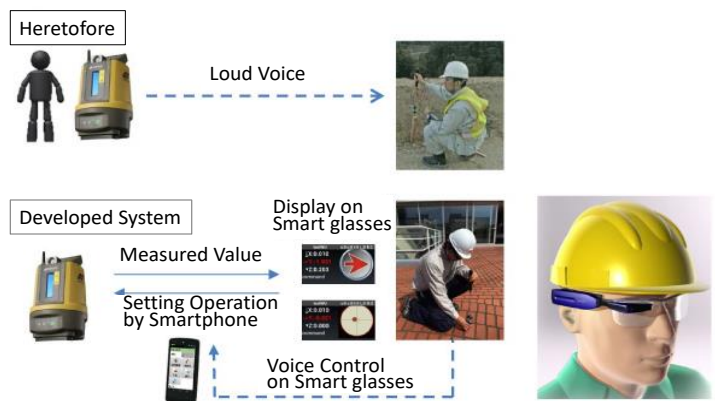 Heretofore
Loud Voice
Developed System
Display on
Smart glasses
Measured Value
Setting Operation
by Smartphone
Voice Control
on Smart glasses